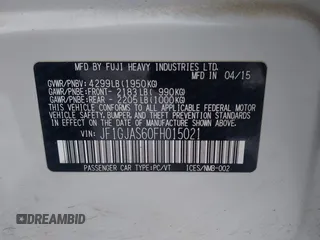 MFD BY FUJI HEAVY INDUSTRIES LTD. 04/15
GVWR/PNBV: 4299LB(1950KG)
GAWR/PNBE:FRONT- 2183LB( 990KG)
GAWR/PNBE:REAR - 2205LB(1000KG)
THIS VEHICLE CONFORMS TO ALL APPLICABLE
FEDERAL MOTOR VEHICLE SAFETY, BUMPER,
AND THEFT PREVENTION STANDARDS IN EFFECT
ON THE DATE OF MANUFACTURE SHOWN ABOVE.
VIN: JF1GJAS60FH015021
PASSENGER CAR TYPE:PC/VT ICES/NMB-002
DREAMBID